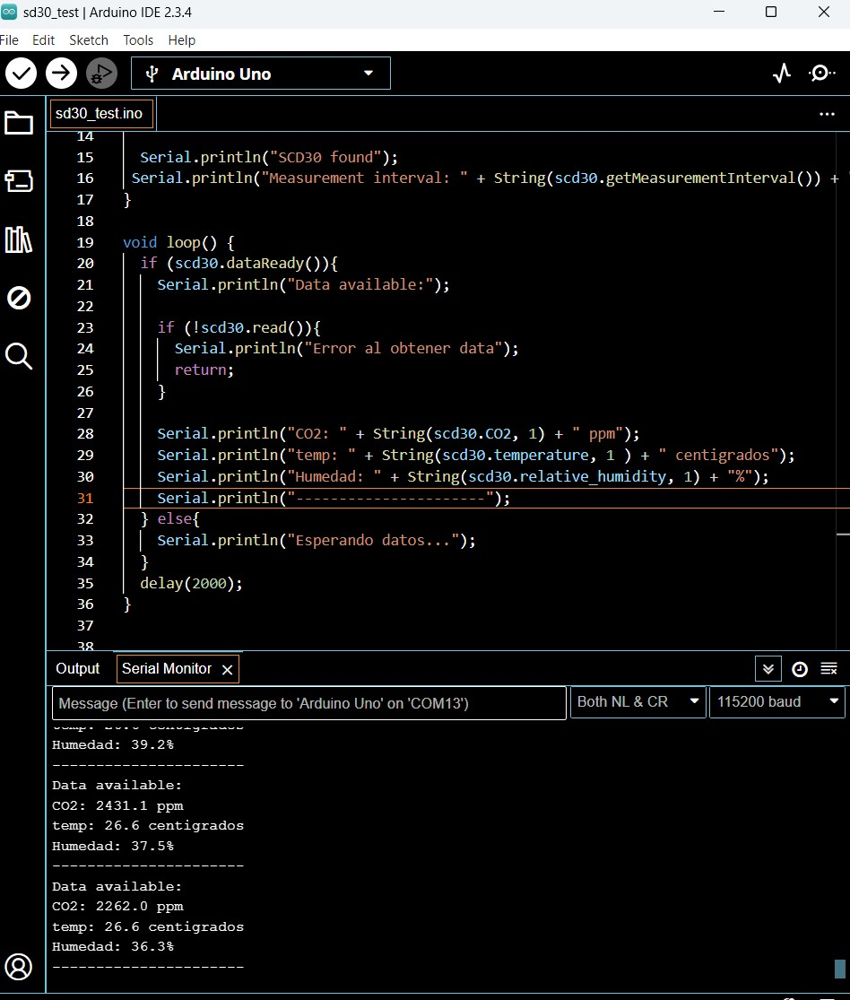 sd30_test | Arduino IDE 2.3.4
File Edit Sketch Tools Help
Arduino Uno
sd30_test.ino
14
15 Serial.println("SCD30 found");
16 Serial.println("Measurement interval: " + String(scd30.getMeasurementInterval()) + "
17 }
18
19 void loop() {
20 if (scd30.dataReady()){
21 Serial.println("Data available:");
22
23 if (!scd30.read()){
24 Serial.println("Error al obtener data");
25 return;
26 }
27
28 Serial.println("CO2: " + String(scd30.CO2, 1) + " ppm");
29 Serial.println("temp: " + String(scd30.temperature, 1 ) + " centigrados");
30 Serial.println("Humedad: " + String(scd30.relative_humidity, 1) + "%");
31 Serial.println("----------------------");
32 } else{
33 Serial.println("Esperando datos...");
34 }
35 delay(2000);
36 }
37
38
Output Serial Monitor
Message (Enter to send message to 'Arduino Uno' on 'COM13') Both NL & CR 115200 baud
Humedad: 39.2%
----------------------
Data available:
CO2: 2431.1 ppm
temp: 26.6 centigrados
Humedad: 37.5%
----------------------
Data available:
CO2: 2262.0 ppm
temp: 26.6 centigrados
Humedad: 36.3%
----------------------